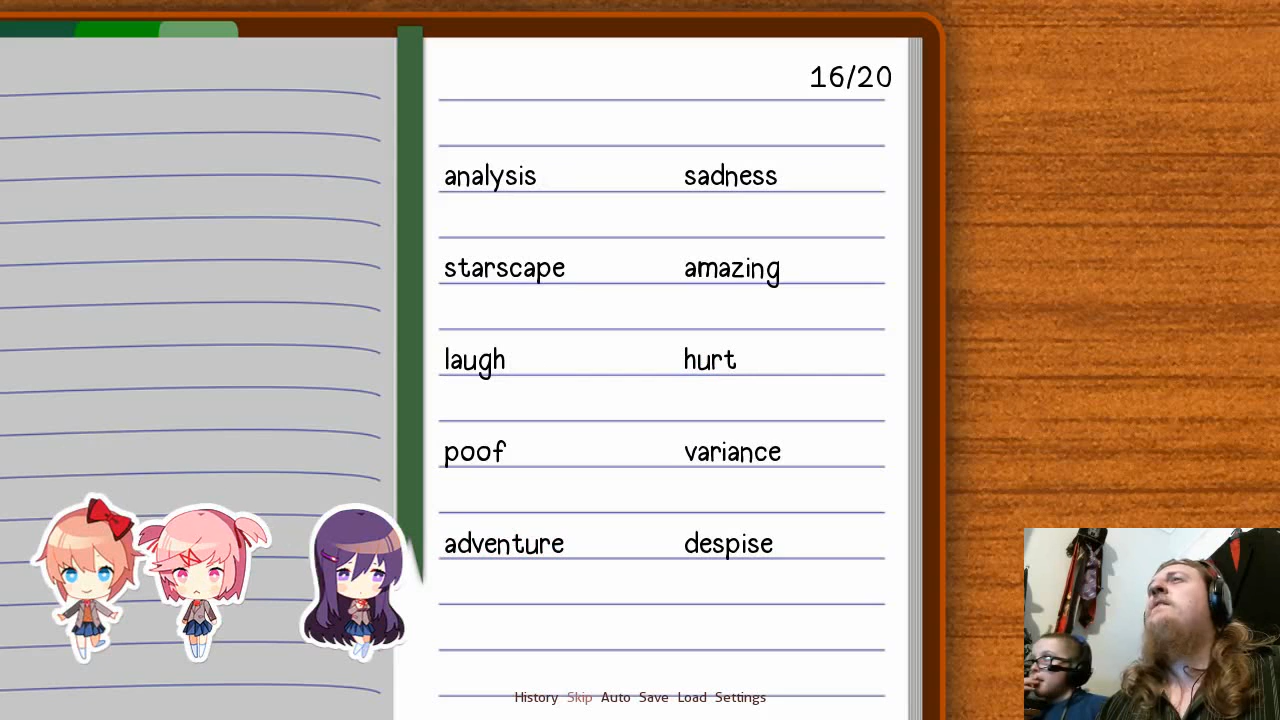 16/20
analysis sadness
starscape amazing
laugh hurt
poof variance
adventure despise
History Skip Auto Save Load Settings